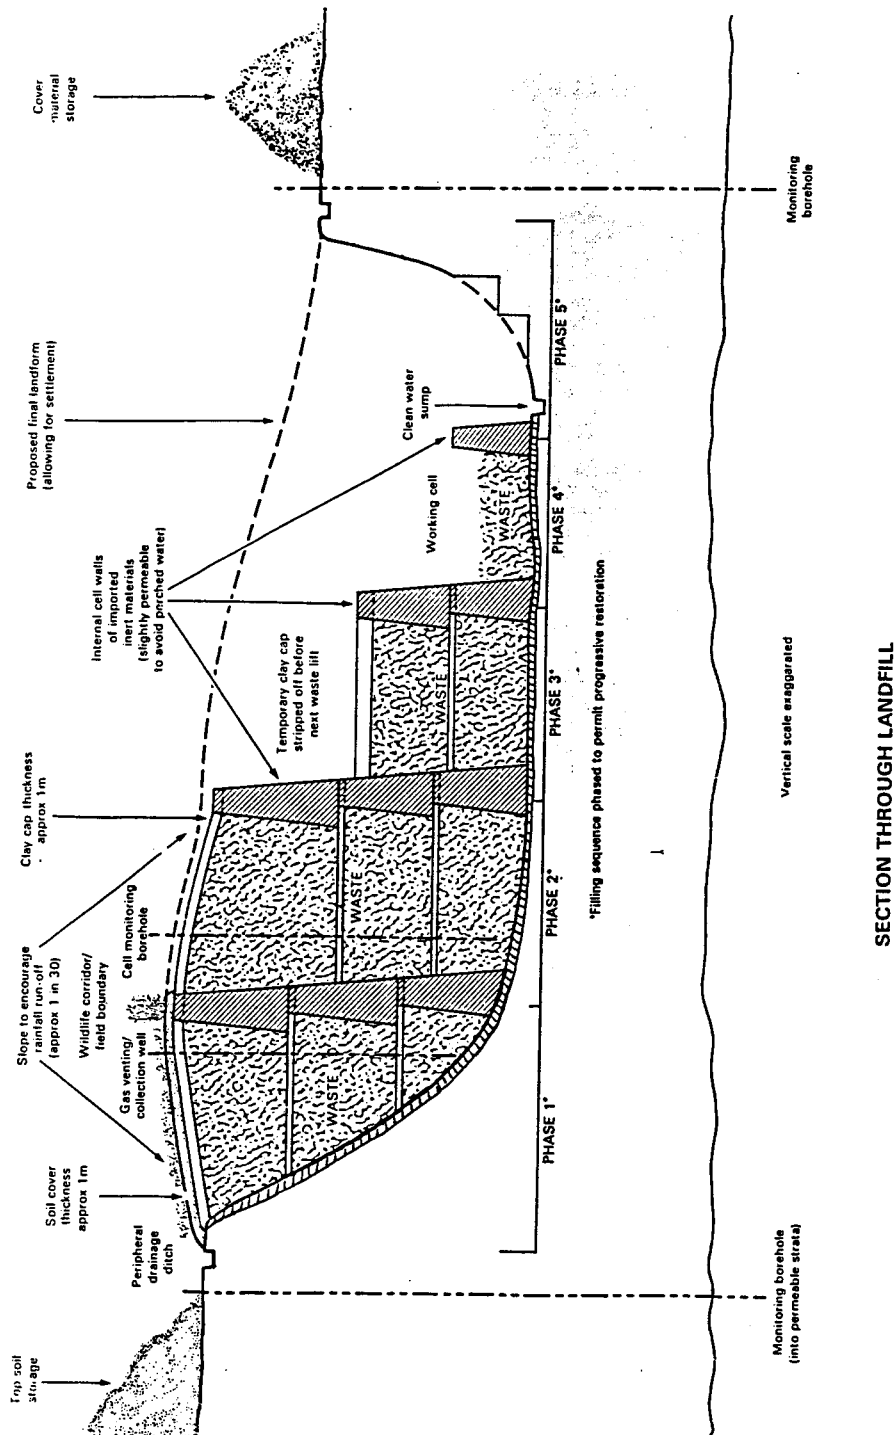 Top soil
storage
Soil cover
thickness
approx 1m
Slope to encourage
rainfall run-off
(approx 1 in 30)
Clay cap thickness
approx 1m
Proposed final landform
(allowing for settlement)
Cover
material
storage
Peripheral
drainage
ditch
Gas venting/
collection well
Wildlife corridor/
field boundary
Cell monitoring
borehole
Internal cell walls
of imported
inert materials
(slightly permeable
to avoid perched water)
Temporary clay cap
stripped off before
next waste lift
Working cell
Clean water
sump
WASTE
WASTE
WASTE
WASTE
PHASE 1*
PHASE 2*
PHASE 3*
PHASE 4*
PHASE 5*
*Filling sequence phased to permit progressive restoration
Monitoring borehole
(into permeable strata)
Vertical scale exaggarated
Monitoring
borehole
SECTION THROUGH LANDFILL